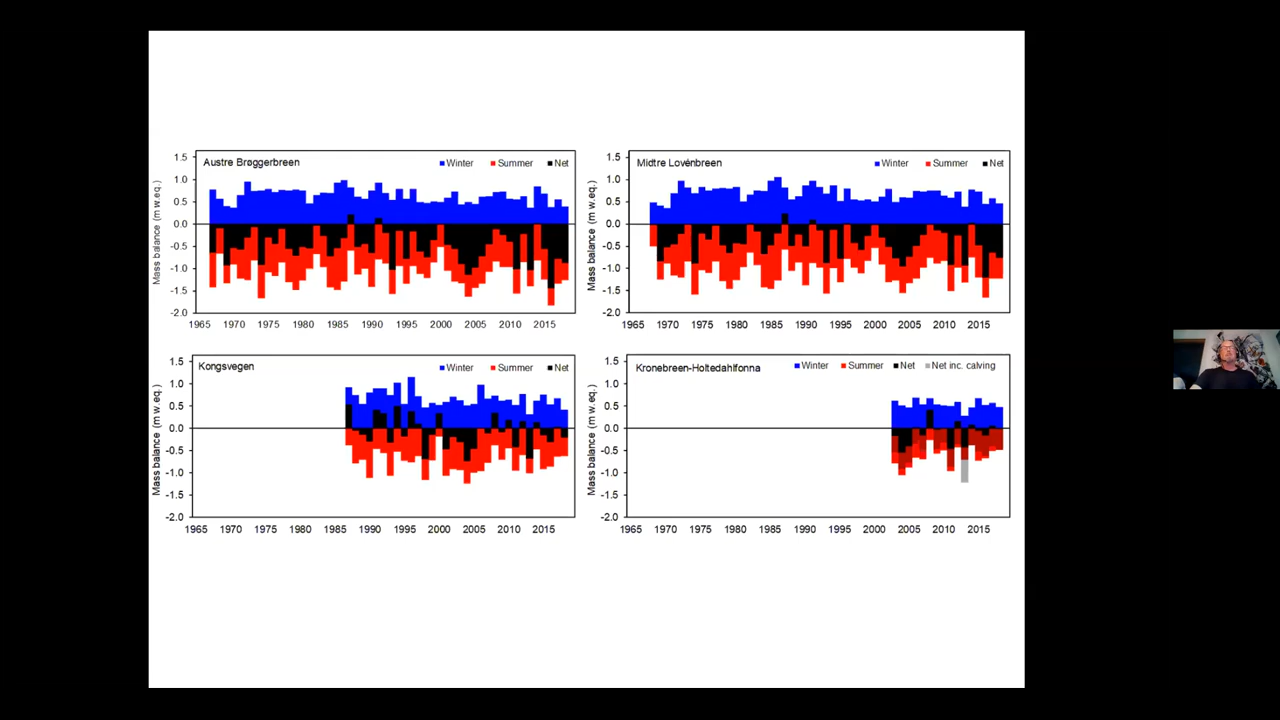 Austre Brøggerbreen
Winter Summer Net
Mass balance (m w.eq.)
1.5
1.0
0.5
0.0
-0.5
-1.0
-1.5
-2.0
1965 1970 1975 1980 1985 1990 1995 2000 2005 2010 2015
Midtre Lovénbreen
Winter Summer Net
Mass balance (m w.eq.)
1.5
1.0
0.5
0.0
-0.5
-1.0
-1.5
-2.0
1965 1970 1975 1980 1985 1990 1995 2000 2005 2010 2015
Kongsvegen
Winter Summer Net
Mass balance (m w.eq.)
1.5
1.0
0.5
0.0
-0.5
-1.0
-1.5
-2.0
1965 1970 1975 1980 1985 1990 1995 2000 2005 2010 2015
Kronebreen-Holtedahlfonna
Winter Summer Net Net inc. calving
Mass balance (m w.eq.)
1.5
1.0
0.5
0.0
-0.5
-1.0
-1.5
-2.0
1965 1970 1975 1980 1985 1990 1995 2000 2005 2010 2015